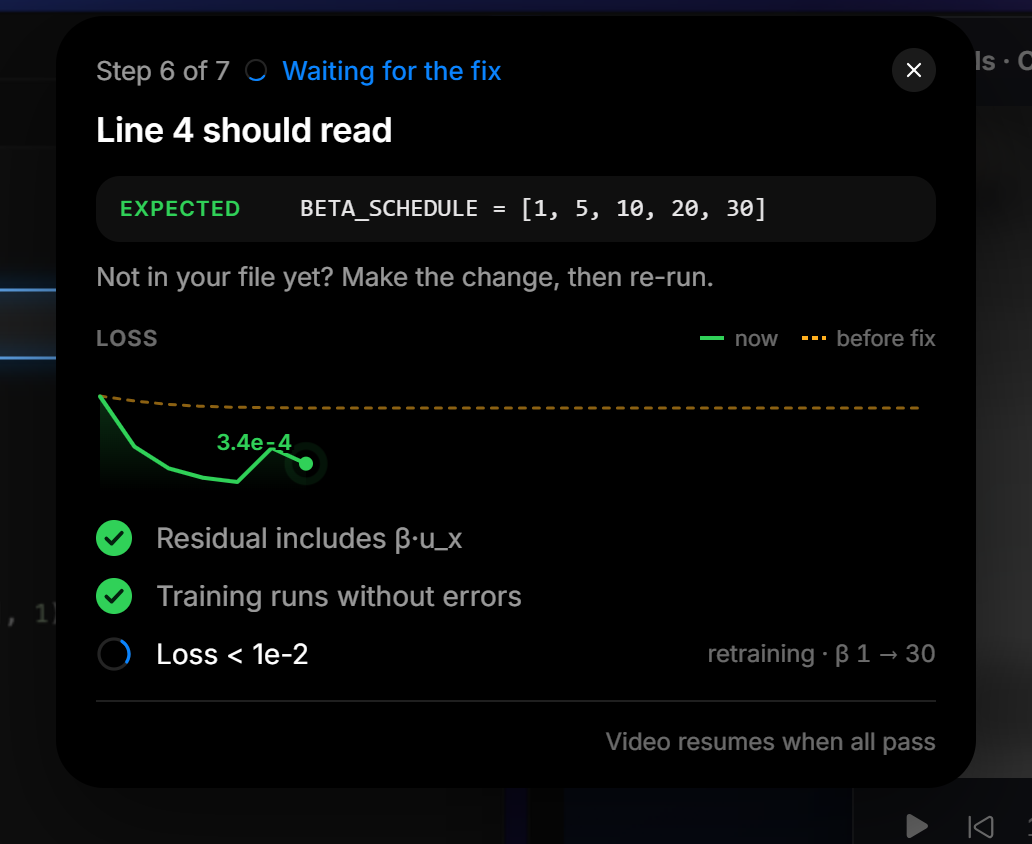 Step 6 of 7 Waiting for the fix
ls · C
Line 4 should read
EXPECTED BETA_SCHEDULE = [1, 5, 10, 20, 30]
Not in your file yet? Make the change, then re-run.
LOSS now before fix
3.4e-4
Residual includes β·u_x
Training runs without errors
, 1]
Loss < 1e-2 retraining · β 1 → 30
Video resumes when all pass